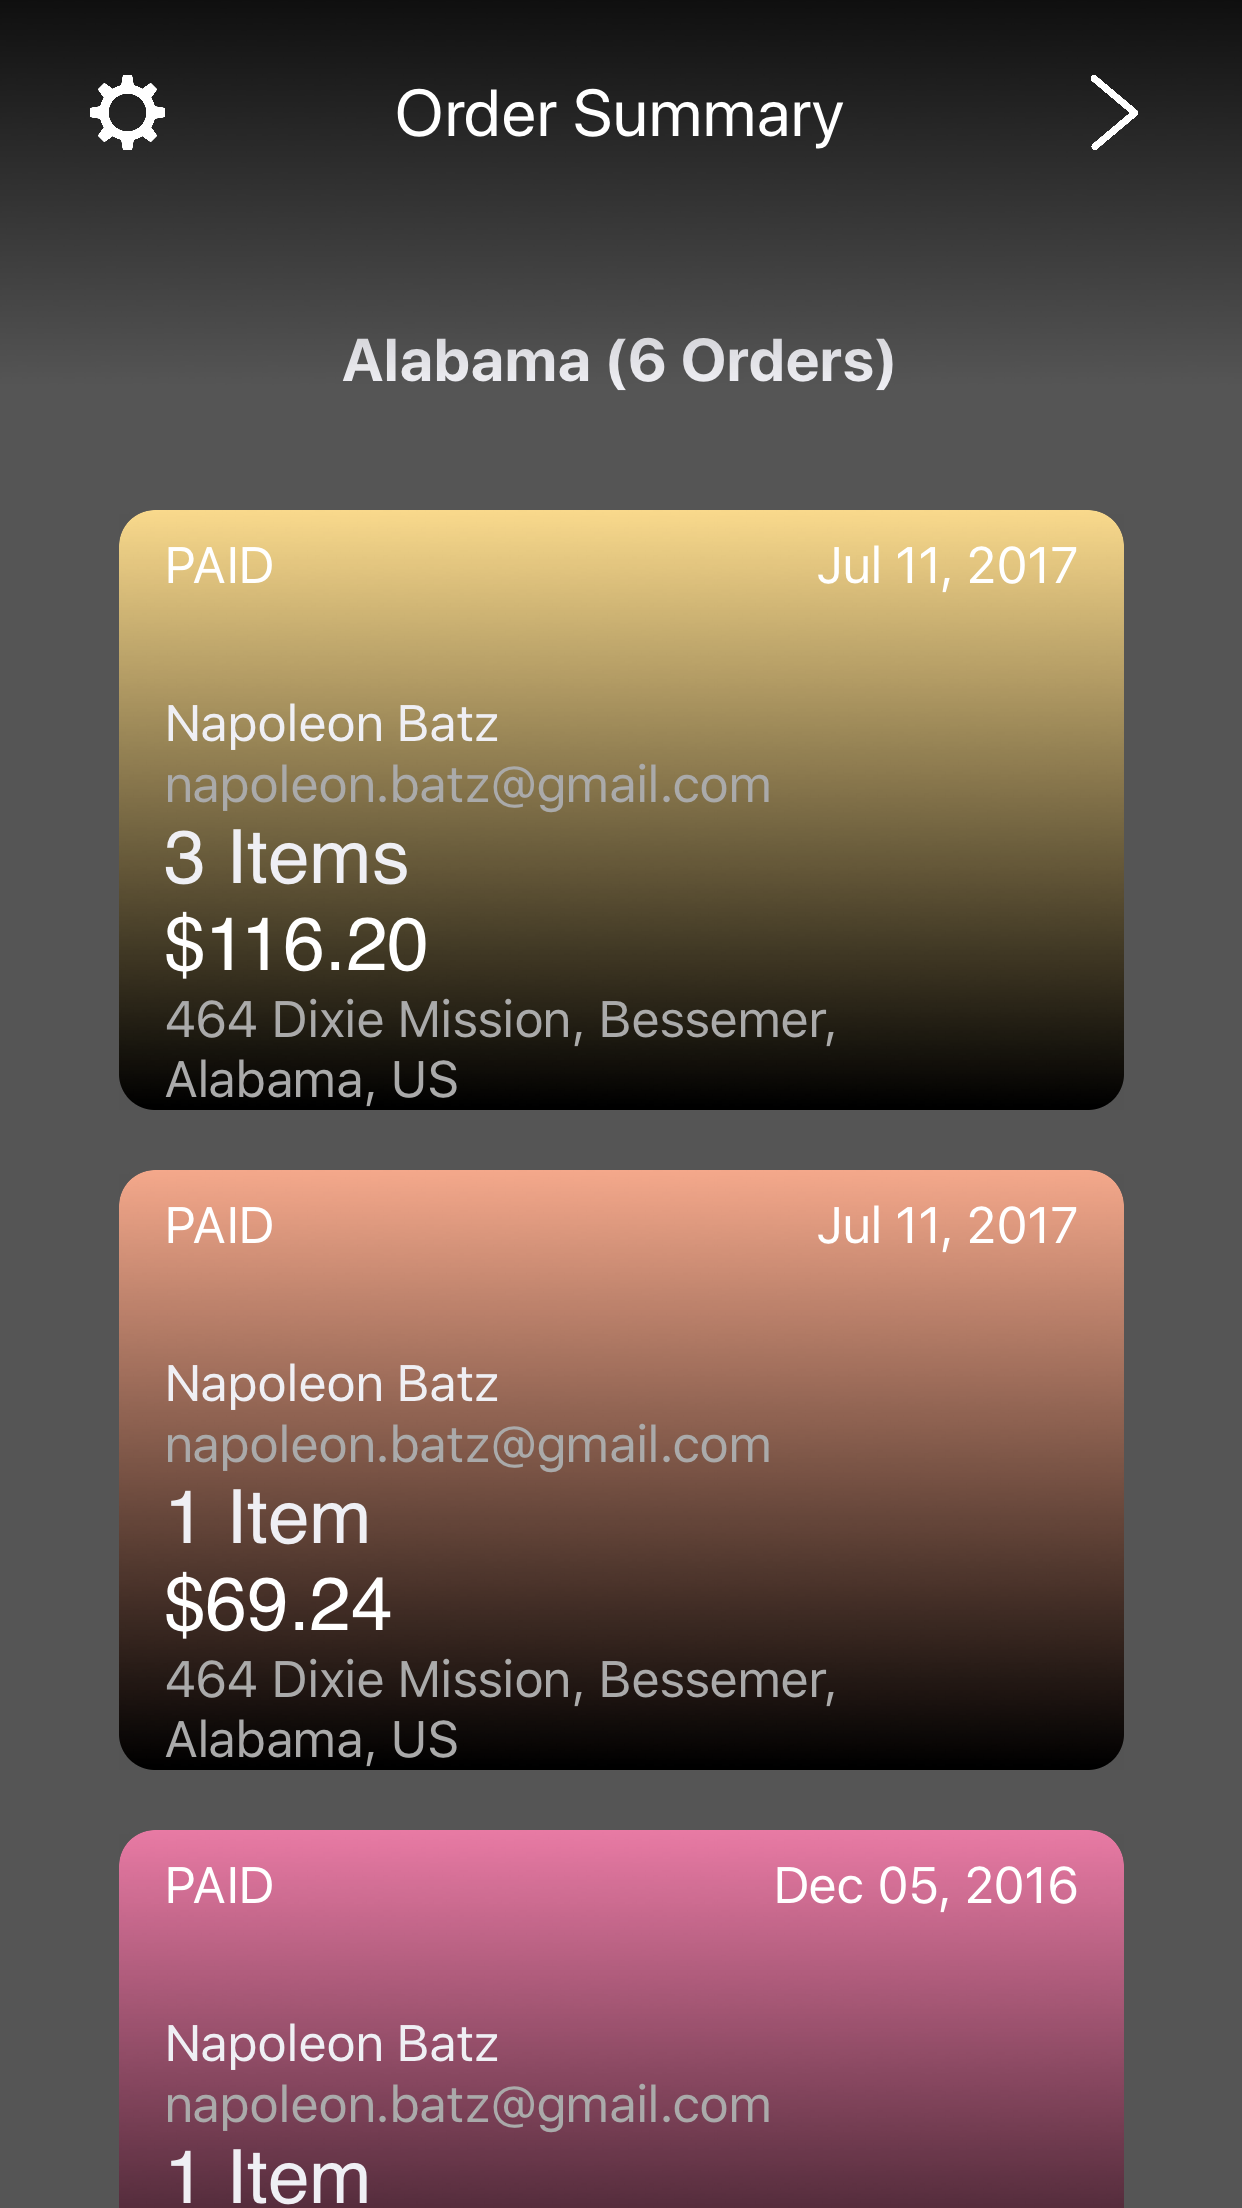 Order Summary
Alabama (6 Orders)
PAID Jul 11, 2017
Napoleon Batz
napoleon.batz@gmail.com
3 Items
$116.20
464 Dixie Mission, Bessemer,
Alabama, US
PAID Jul 11, 2017
Napoleon Batz
napoleon.batz@gmail.com
1 Item
$69.24
464 Dixie Mission, Bessemer,
Alabama, US
PAID Dec 05, 2016
Napoleon Batz
napoleon.batz@gmail.com
1 Item